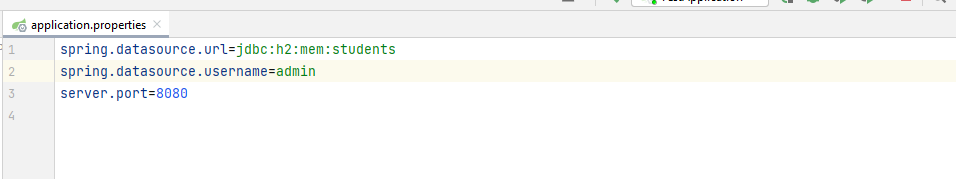 application.properties
1 spring.datasource.url=jdbc:h2:mem:students
2 spring.datasource.username=admin
3 server.port=8080
4